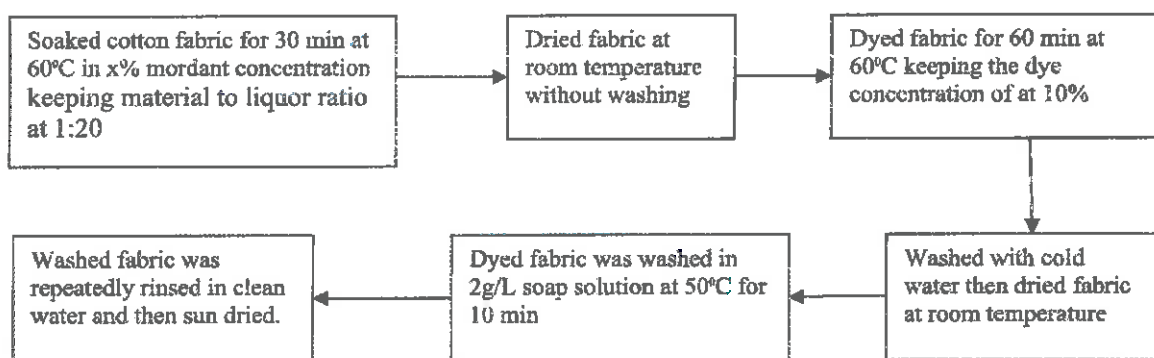 Soaked cotton fabric for 30 min at
60⁰C in x% mordant concentration
keeping material to liquor ratio
at 1:20
Dried fabric at
room temperature
without washing
Dyed fabric for 60 min at
60⁰C keeping the dye
concentration of at 10%
Washed with cold
water then dried fabric
at room temperature
Dyed fabric was washed in
2g/L soap solution at 50⁰C for
10 min
Washed fabric was
repeatedly rinsed in clean
water and then sun dried.